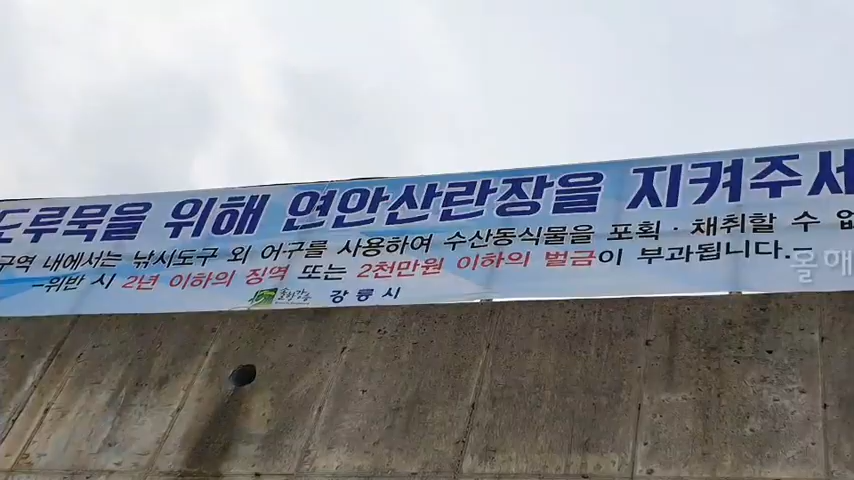 도루묵을 위해 연안산란장을 지켜주세
구역 내에서는 낚시도구 외 어구를 사용하여 수산동식물을 포획·채취할 수 없
-위반 시 2년 이하의 징역 또는 2천만원 이하의 벌금이 부과됩니다.
강릉시
올해